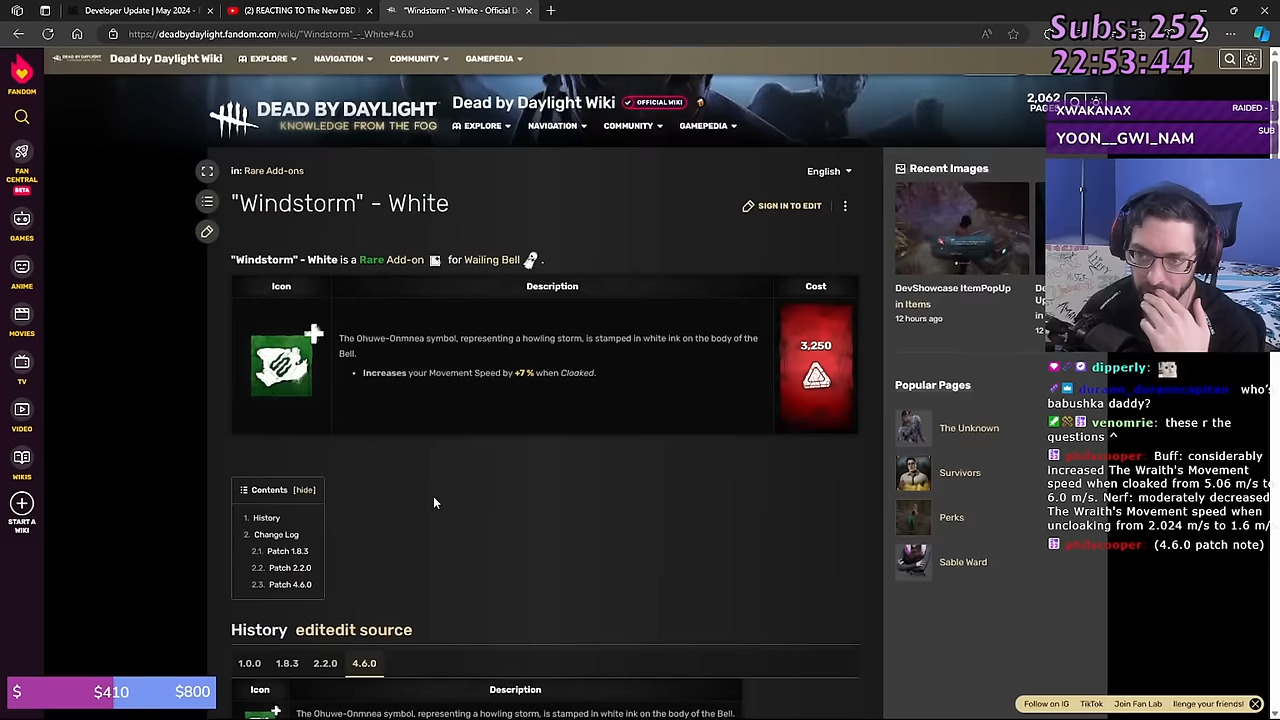 Developer Update | May 2024 -
(2) REACTING TO The New DBD
"Windstorm" - White - Official D
https://deadbydaylight.fandom.com/wiki/"Windstorm"_-_White#4.6.0
Subs: 252
22:53:44
Dead by Daylight Wiki
EXPLORE
NAVIGATION
COMMUNITY
GAMEPEDIA
FANDOM
FAN CENTRAL
BETA
GAMES
ANIME
MOVIES
TV
VIDEO
WIKIS
START A WIKI
DEAD BY DAYLIGHT
KNOWLEDGE FROM THE FOG
Dead by Daylight Wiki
OFFICIAL WIKI
EXPLORE
NAVIGATION
COMMUNITY
GAMEPEDIA
2,062
XWAKANAX
RAIDED - 1
YOON__GWI_NAM
SUB
in: Rare Add-ons
English
"Windstorm" - White
SIGN IN TO EDIT
"Windstorm" - White is a Rare Add-on for Wailing Bell .
Icon
Description
Cost
The Ohuwe-Onmnea symbol, representing a howling storm, is stamped in white ink on the body of the
Bell.
Increases your Movement Speed by +7 % when Cloaked.
3,250
Contents [hide]
1. History
2. Change Log
2.1. Patch 1.8.3
2.2. Patch 2.2.0
2.3. Patch 4.6.0
History editedit source
1.0.0
1.8.3
2.2.0
4.6.0
Icon
Description
The Ohuwe-Onmnea symbol, representing a howling storm, is stamped in white ink on the body of the Bell.
Recent Images
DevShowcase ItemPopUp
in Items
12 hours ago
Popular Pages
The Unknown
Survivors
Perks
Sable Ward
dipperly:
who's
babushka daddy?
venomrie: these r the
questions ^
philscooper: Buff: considerably
increased The Wraith's Movement
speed when cloaked from 5.06 m/s to
6.0 m/s. Nerf: moderately decreased
The Wraith's Movement speed when
uncloaking from 2.024 m/s to 1.6 m/
philscooper: (4.6.0 patch note)
$
$410
$800
Follow on IG
TikTok
Join Fan Lab
llenge your friends!